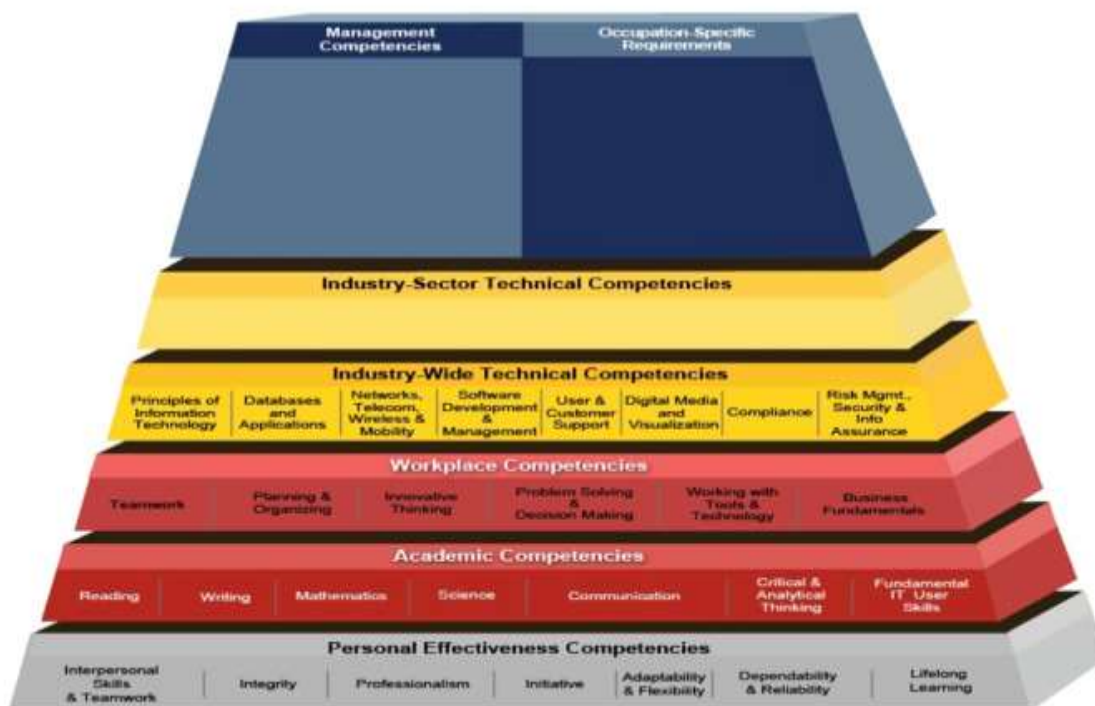 Management
Competencies
Occupation-Specific
Requirements
Industry-Sector Technical Competencies
Industry-Wide Technical Competencies
Principles of
Information
Technology
Databases
and
Applications
Networks,
Telecom,
Wireless &
Mobility
Software
Development
&
Management
User &
Customer
Support
Digital Media
and
Visualization
Compliance
Risk Mgmt.,
Security &
Info
Assurance
Workplace Competencies
Teamwork
Planning &
Organizing
Innovative
Thinking
Problem Solving
&
Decision Making
Working with
Tools &
Technology
Business
Fundamentals
Academic Competencies
Reading
Writing
Mathematics
Science
Communication
Critical &
Analytical
Thinking
Fundamental
IT User
Skills
Personal Effectiveness Competencies
Interpersonal
Skills
& Teamwork
Integrity
Professionalism
Initiative
Adaptability
& Flexibility
Dependability
& Reliability
Lifelong
Learning